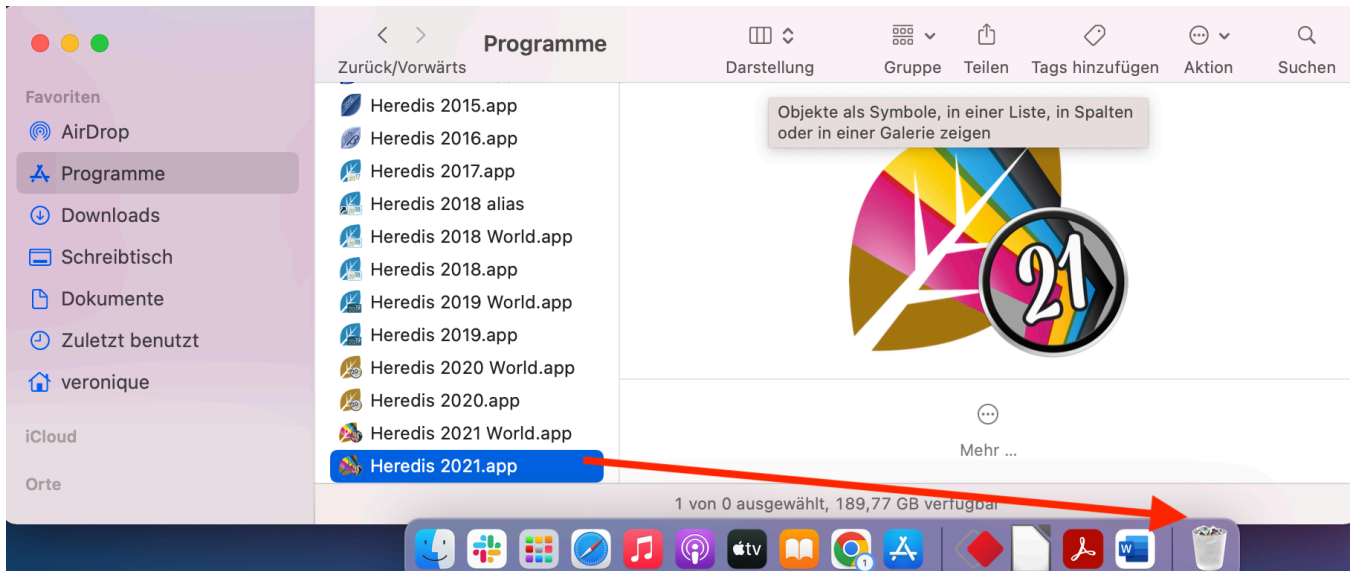 Programme
Zurück/Vorwärts
Darstellung
Gruppe
Teilen
Tags hinzufügen
Aktion
Suchen
Favoriten
AirDrop
Programme
Downloads
Schreibtisch
Dokumente
Zuletzt benutzt
veronique
iCloud
Orte
Heredis 2015.app
Heredis 2016.app
Heredis 2017.app
Heredis 2018 alias
Heredis 2018 World.app
Heredis 2018.app
Heredis 2019 World.app
Heredis 2019.app
Heredis 2020 World.app
Heredis 2020.app
Heredis 2021 World.app
Heredis 2021.app
Objekte als Symbole, in einer Liste, in Spalten
oder in einer Galerie zeigen
21
Mehr ...
1 von 0 ausgewählt, 189,77 GB verfügbar
tv
1
W